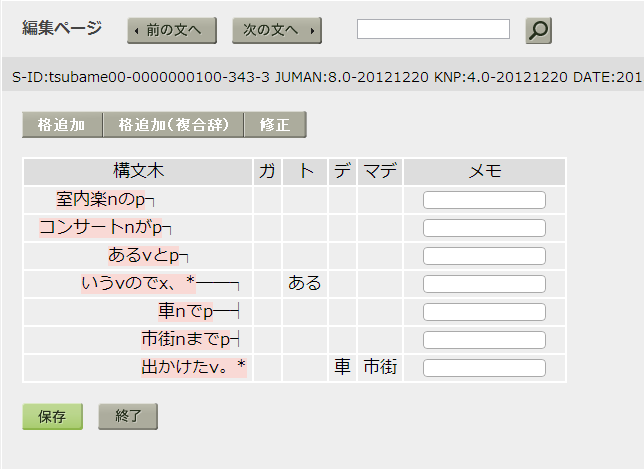 編集ページ 前の文へ 次の文へ
S-ID:tsubame00-0000000100-343-3 JUMAN:8.0-20121220 KNP:4.0-20121220 DATE:201
格追加 格追加(複合辞) 修正
構文木 ガ ト デ マデ メモ
室内楽nのp┐
コンサートnがp┐
あるvとp┐
いうvのでx、*──┐ ある
車nでp─┤
市街nまでp┤
出かけたv。* 車 市街
保存 終了